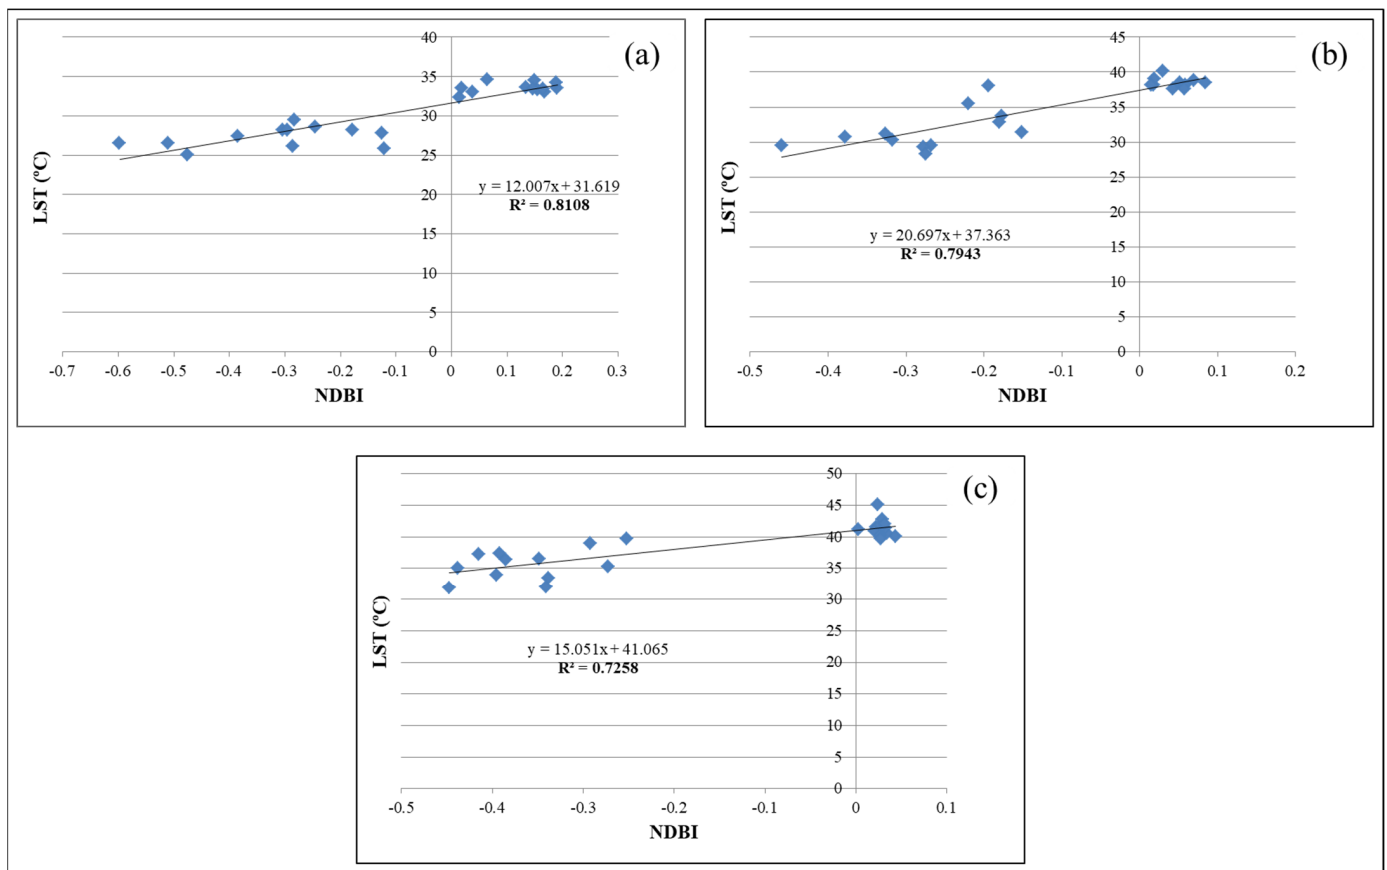 (a)
40
35
30
25
20
15
10
5
0
LST (ºC)
y = 12.007x + 31.619
R² = 0.8108
-0.7 -0.6 -0.5 -0.4 -0.3 -0.2 -0.1 0 0.1 0.2 0.3
NDBI
(b)
45
40
35
30
25
20
15
10
5
0
LST (ºC)
y = 20.697x + 37.363
R² = 0.7943
-0.5 -0.4 -0.3 -0.2 -0.1 0 0.1 0.2
NDBI
(c)
50
45
40
35
30
25
20
15
10
5
0
LST (ºC)
y = 15.051x + 41.065
R² = 0.7258
-0.5 -0.4 -0.3 -0.2 -0.1 0 0.1
NDBI